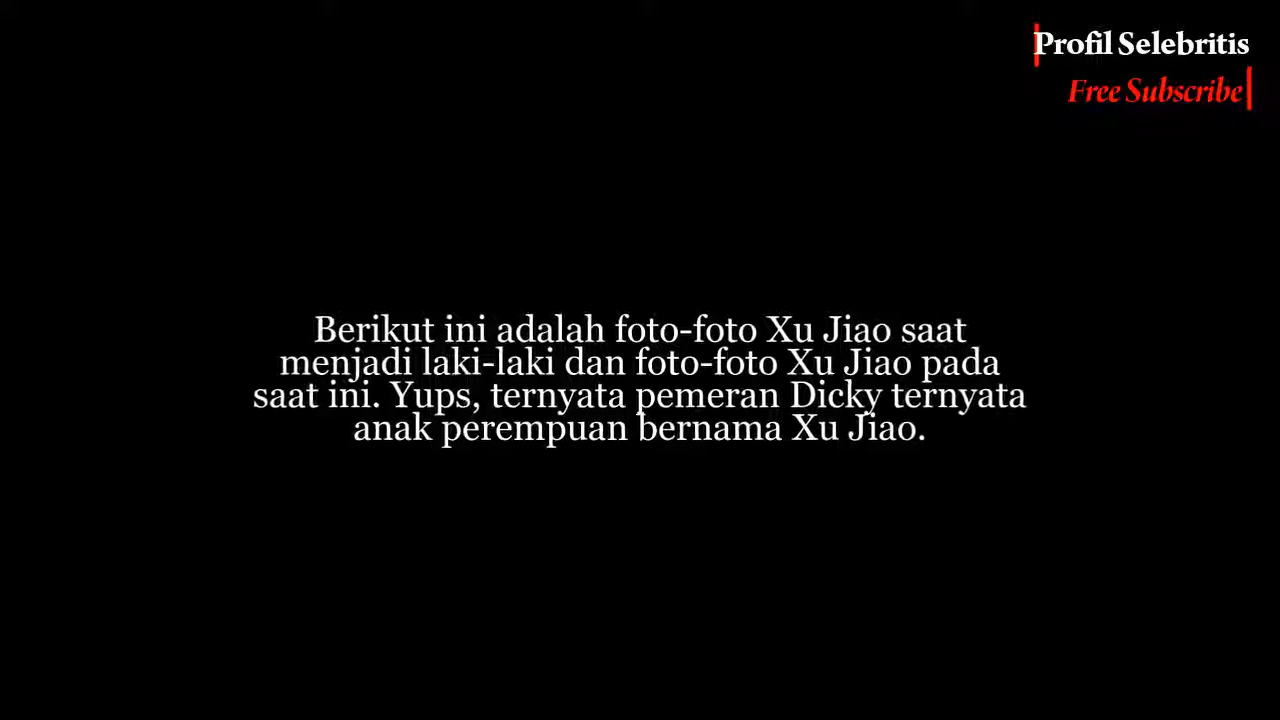 Profil Selebritis
Free Subscribe
Berikut ini adalah foto-foto Xu Jiao saat
menjadi laki-laki dan foto-foto Xu Jiao pada
saat ini. Yups, ternyata pemeran Dicky ternyata
anak perempuan bernama Xu Jiao.